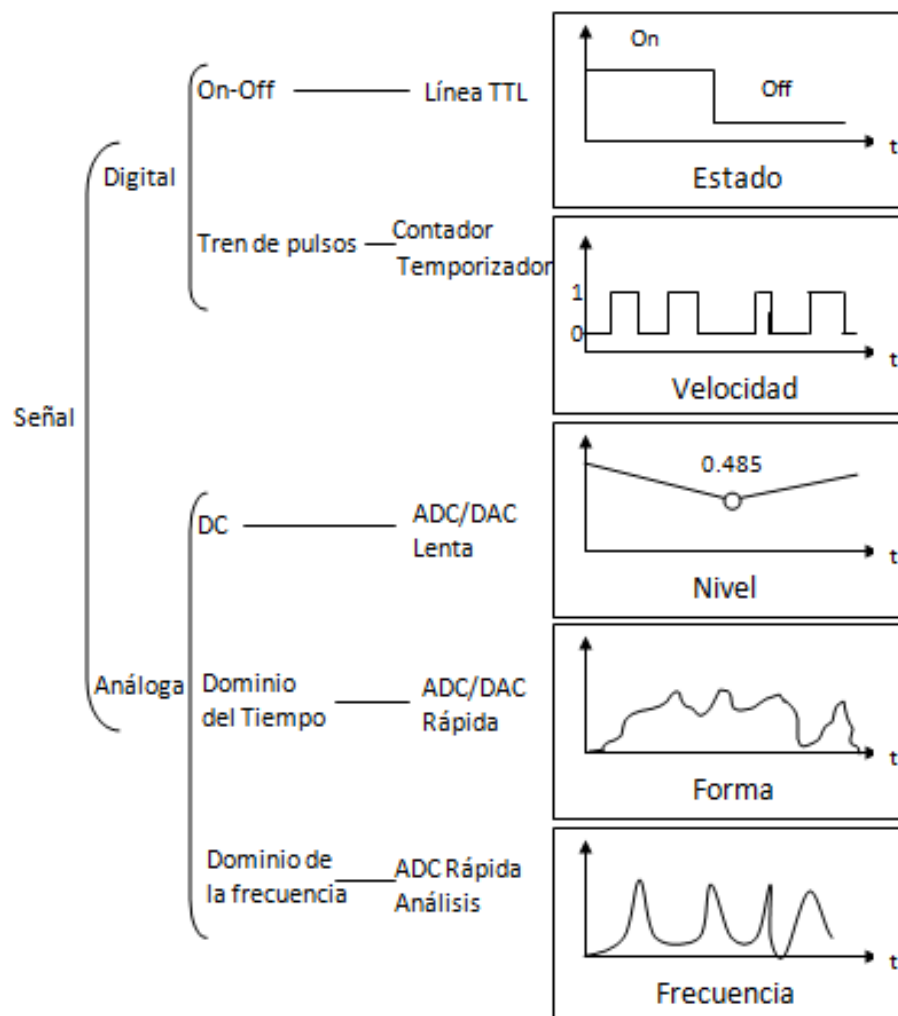 Señal
Digital
On-Off
Línea TTL
On
Off
t
Estado
Tren de pulsos
Contador
Temporizador
1
0
t
Velocidad
Análoga
DC
ADC/DAC
Lenta
0.485
t
Nivel
Dominio
del Tiempo
ADC/DAC
Rápida
t
Forma
Dominio de
la frecuencia
ADC Rápida
Análisis
t
Frecuencia